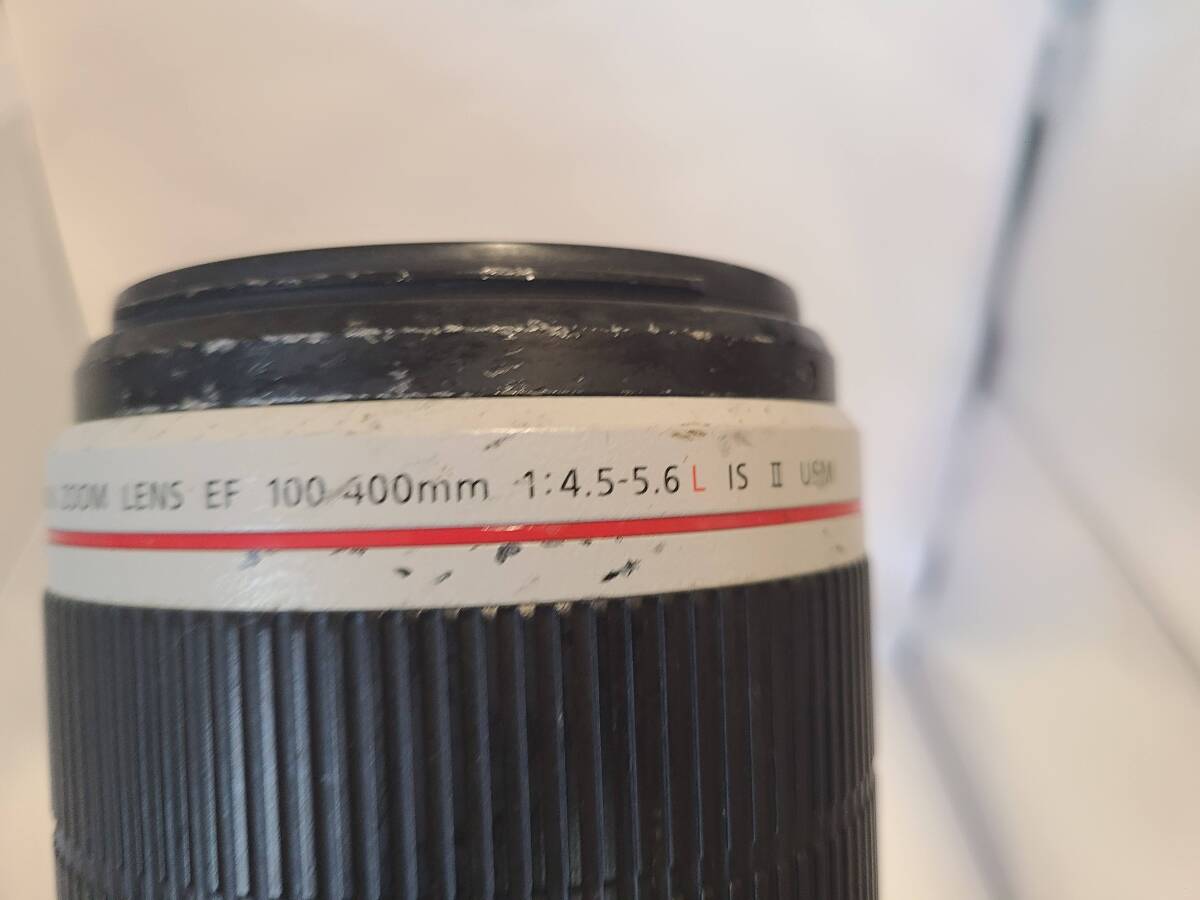 ZOOM LENS EF 100-400mm 1:4.5-5.6 L IS II USM